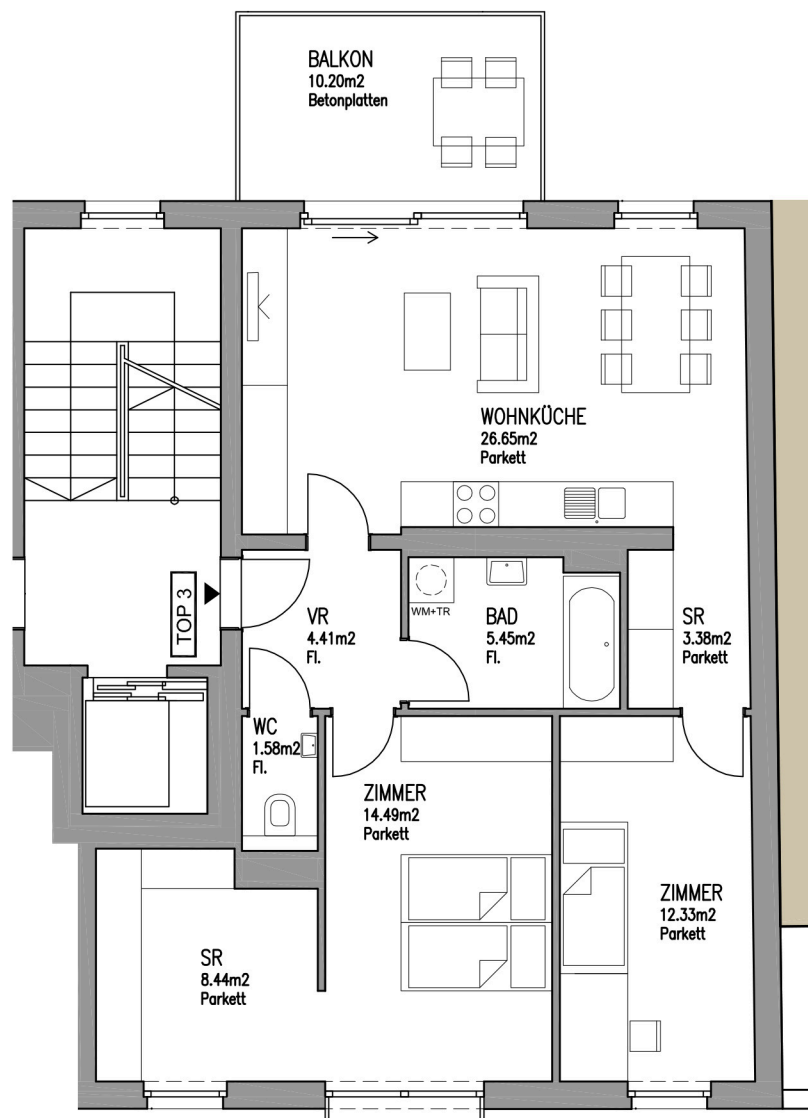 BALKON
10.20m2
Betonplatten
WOHNKÜCHE
26.65m2
Parkett
TOP 3
VR
4.41m2
Fl.
WM+TR
BAD
5.45m2
Fl.
SR
3.38m2
Parkett
WC
1.58m2
Fl.
ZIMMER
14.49m2
Parkett
ZIMMER
12.33m2
Parkett
SR
8.44m2
Parkett